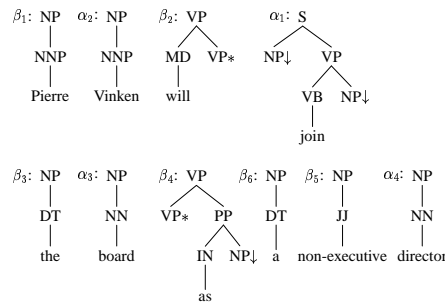 β₁: NP α₂: NP β₂: VP α₁: S
NNP NNP MD VP* NP↓ VP
Pierre Vinken will VB NP↓
join
β₃: NP α₃: NP β₄: VP β₆: NP β₅: NP α₄: NP
DT NN VP* PP DT JJ NN
the board IN NP↓ a non-executive director
as